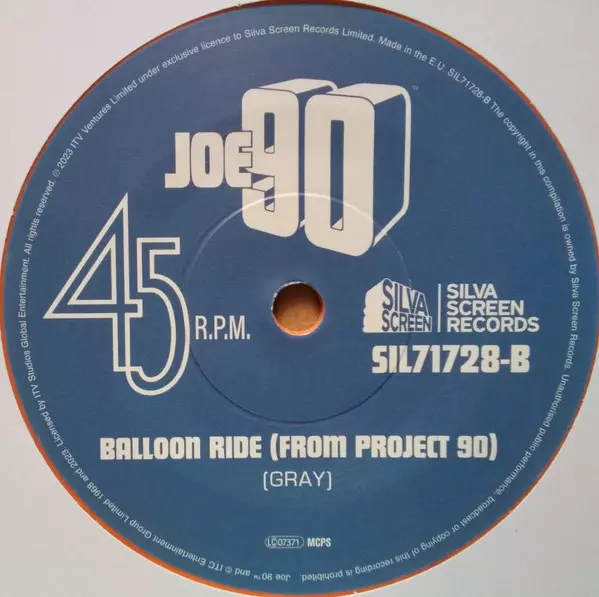 JOE 90
™
45
R.P.M.
SILVA
SCREEN
SILVA
SCREEN
RECORDS
SIL71728-B
BALLOON RIDE (FROM PROJECT 90)
(GRAY)
LC 07371 MCPS
Joe 90™ and © ITC Entertainment Group Limited 1968 and 2023. Licensed by ITV Studios Global Entertainment. All rights reserved. ℗ 2023 ITV Ventures Limited under exclusive licence to Silva Screen Records Limited. Made in the E.U. SIL71728-B The copyright in this compilation is owned by Silva Screen Records. Unauthorised public performance, broadcast or copying of this recording is prohibited.